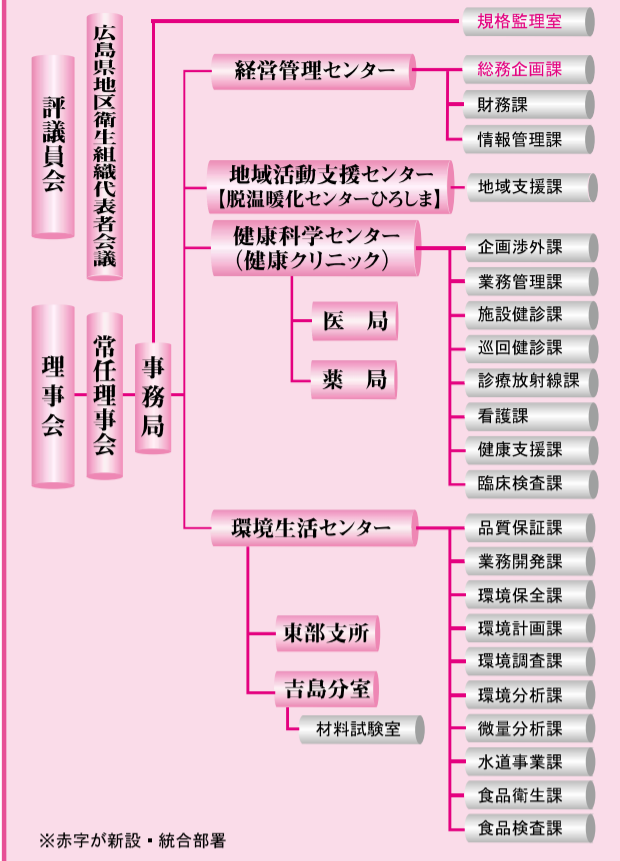 評議員会
広島県地区衛生組織代表者会議
理事会
常任理事会
事務局
規格監理室
経営管理センター
総務企画課
財務課
情報管理課
地域活動支援センター
【脱温暖化センターひろしま】
地域支援課
健康科学センター
（健康クリニック）
医　局
薬　局
企画渉外課
業務管理課
施設健診課
巡回健診課
診療放射線課
看護課
健康支援課
臨床検査課
環境生活センター
東部支所
吉島分室
材料試験室
品質保証課
業務開発課
環境保全課
環境計画課
環境調査課
環境分析課
微量分析課
水道事業課
食品衛生課
食品検査課
※赤字が新設・統合部署